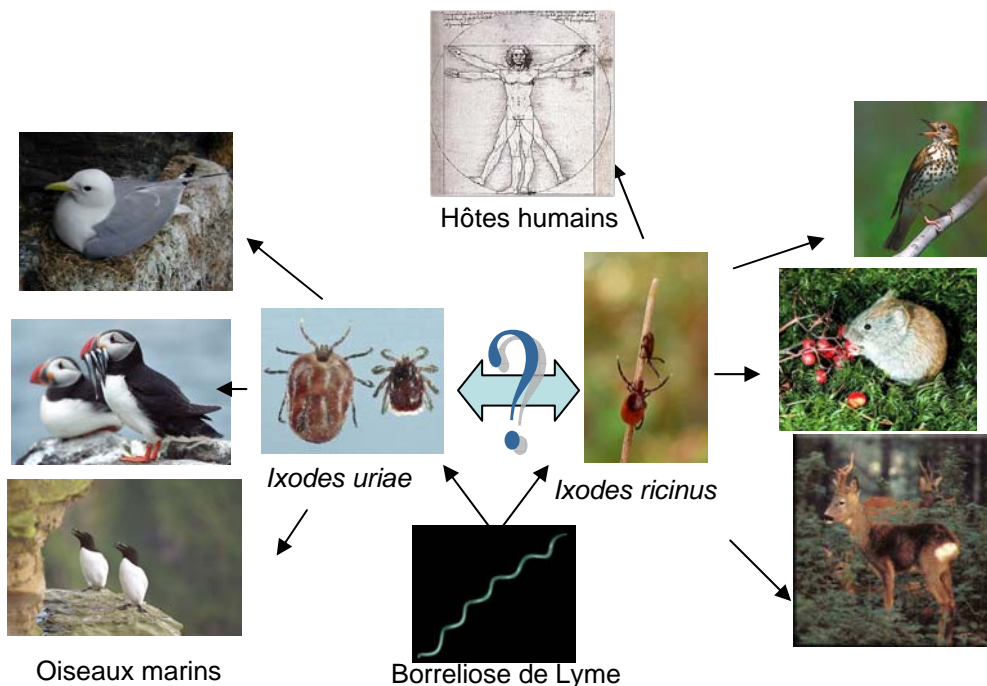 Hôtes humains
?
Ixodes uriae
Ixodes ricinus
Oiseaux marins
Borreliose de Lyme